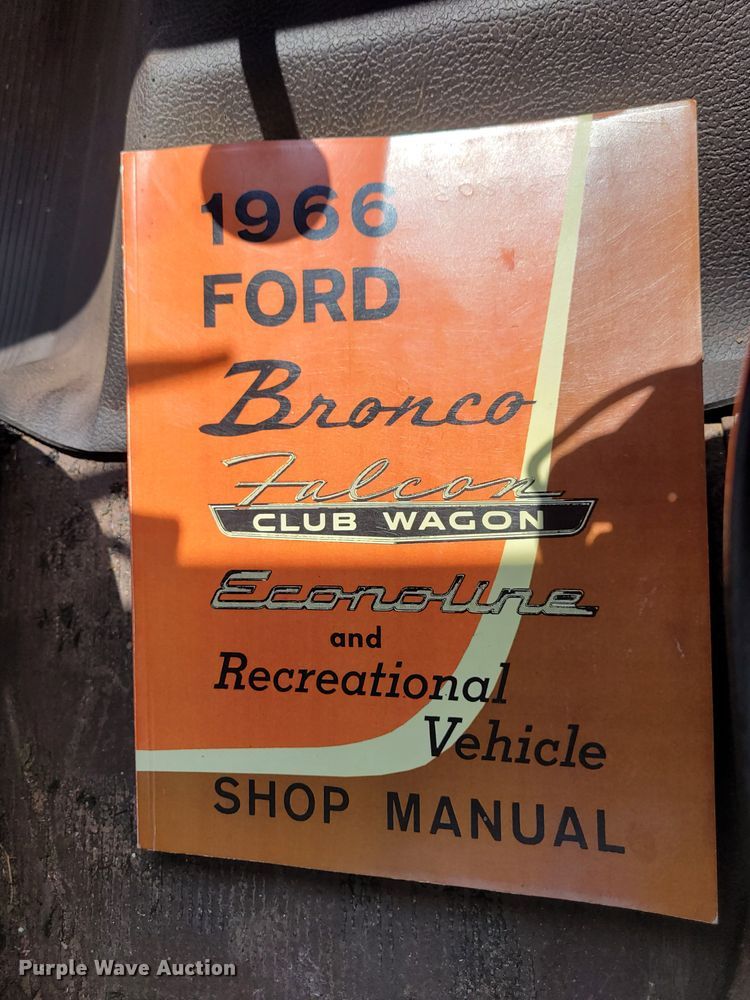 1966
FORD
Bronco
Falcon
CLUB WAGON
Econoline
and
Recreational
Vehicle
SHOP MANUAL
Purple Wave Auction